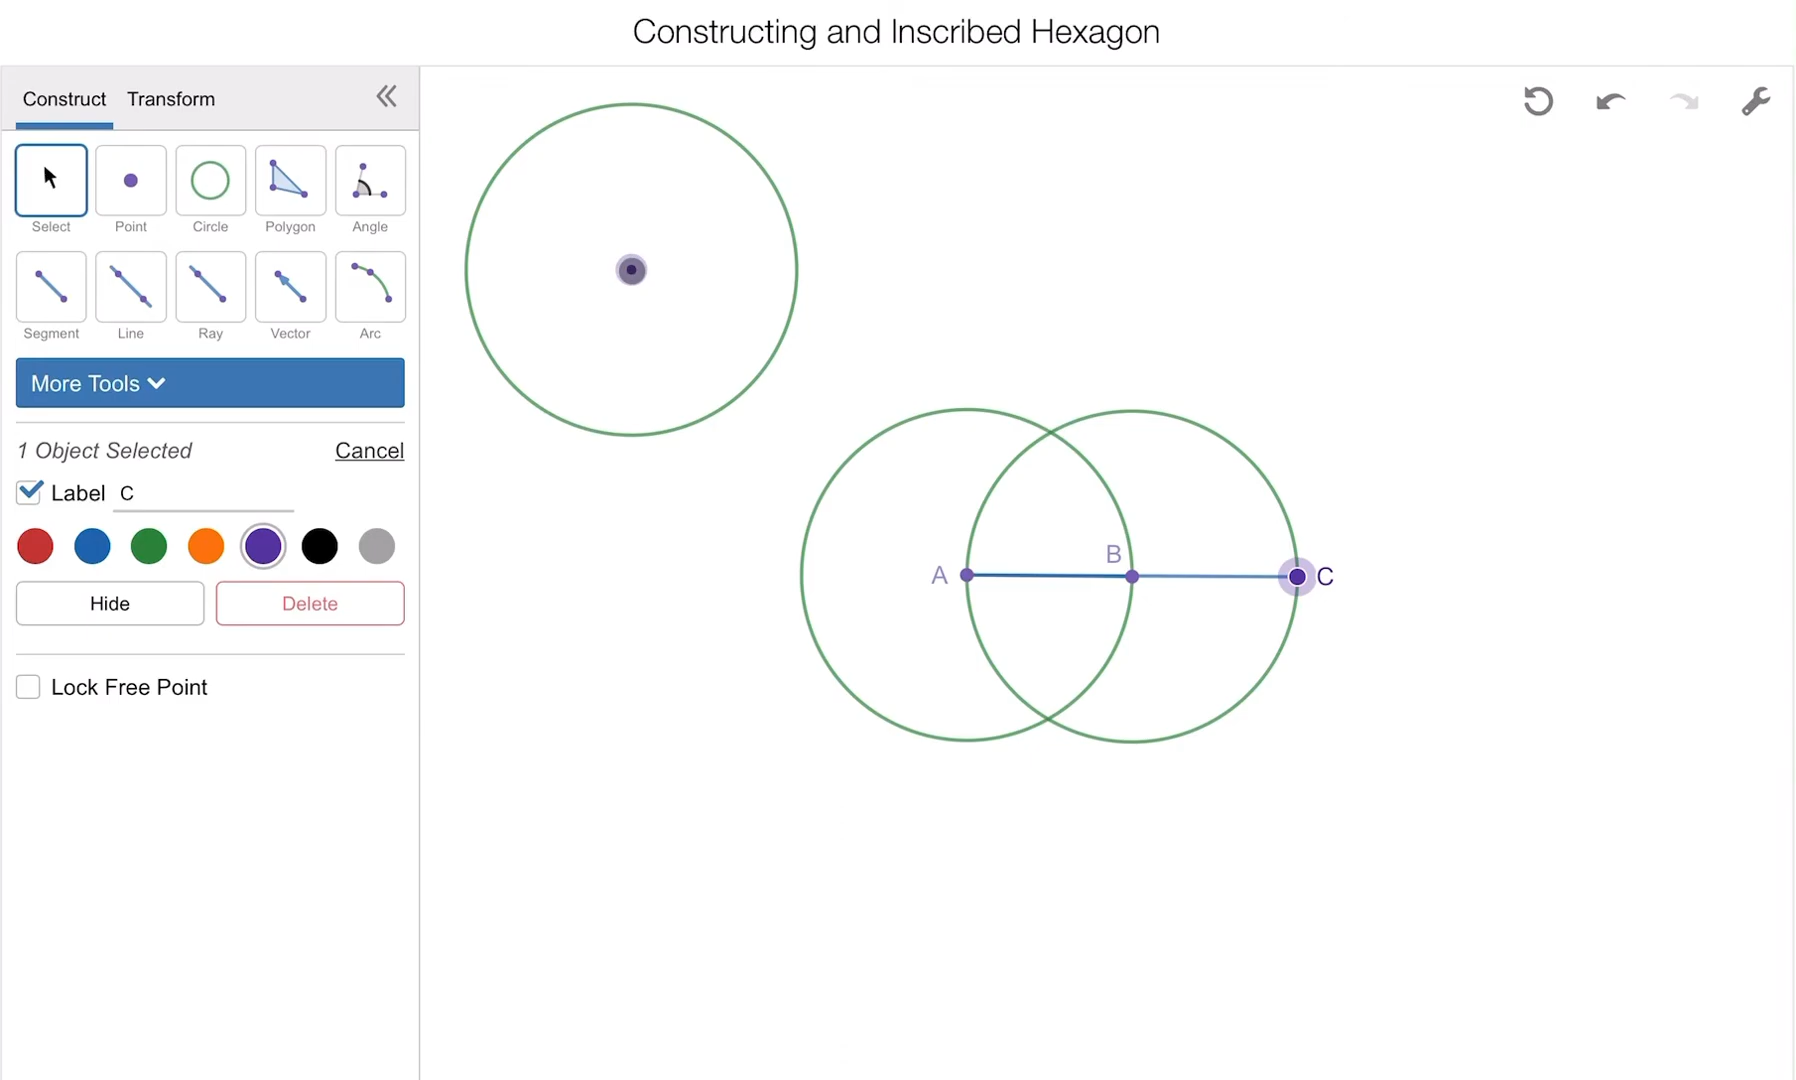 Constructing and Inscribed Hexagon
Construct Transform
Select Point Circle Polygon Angle
Segment Line Ray Vector Arc
More Tools
1 Object Selected Cancel
Label C
Hide Delete
Lock Free Point
A B C